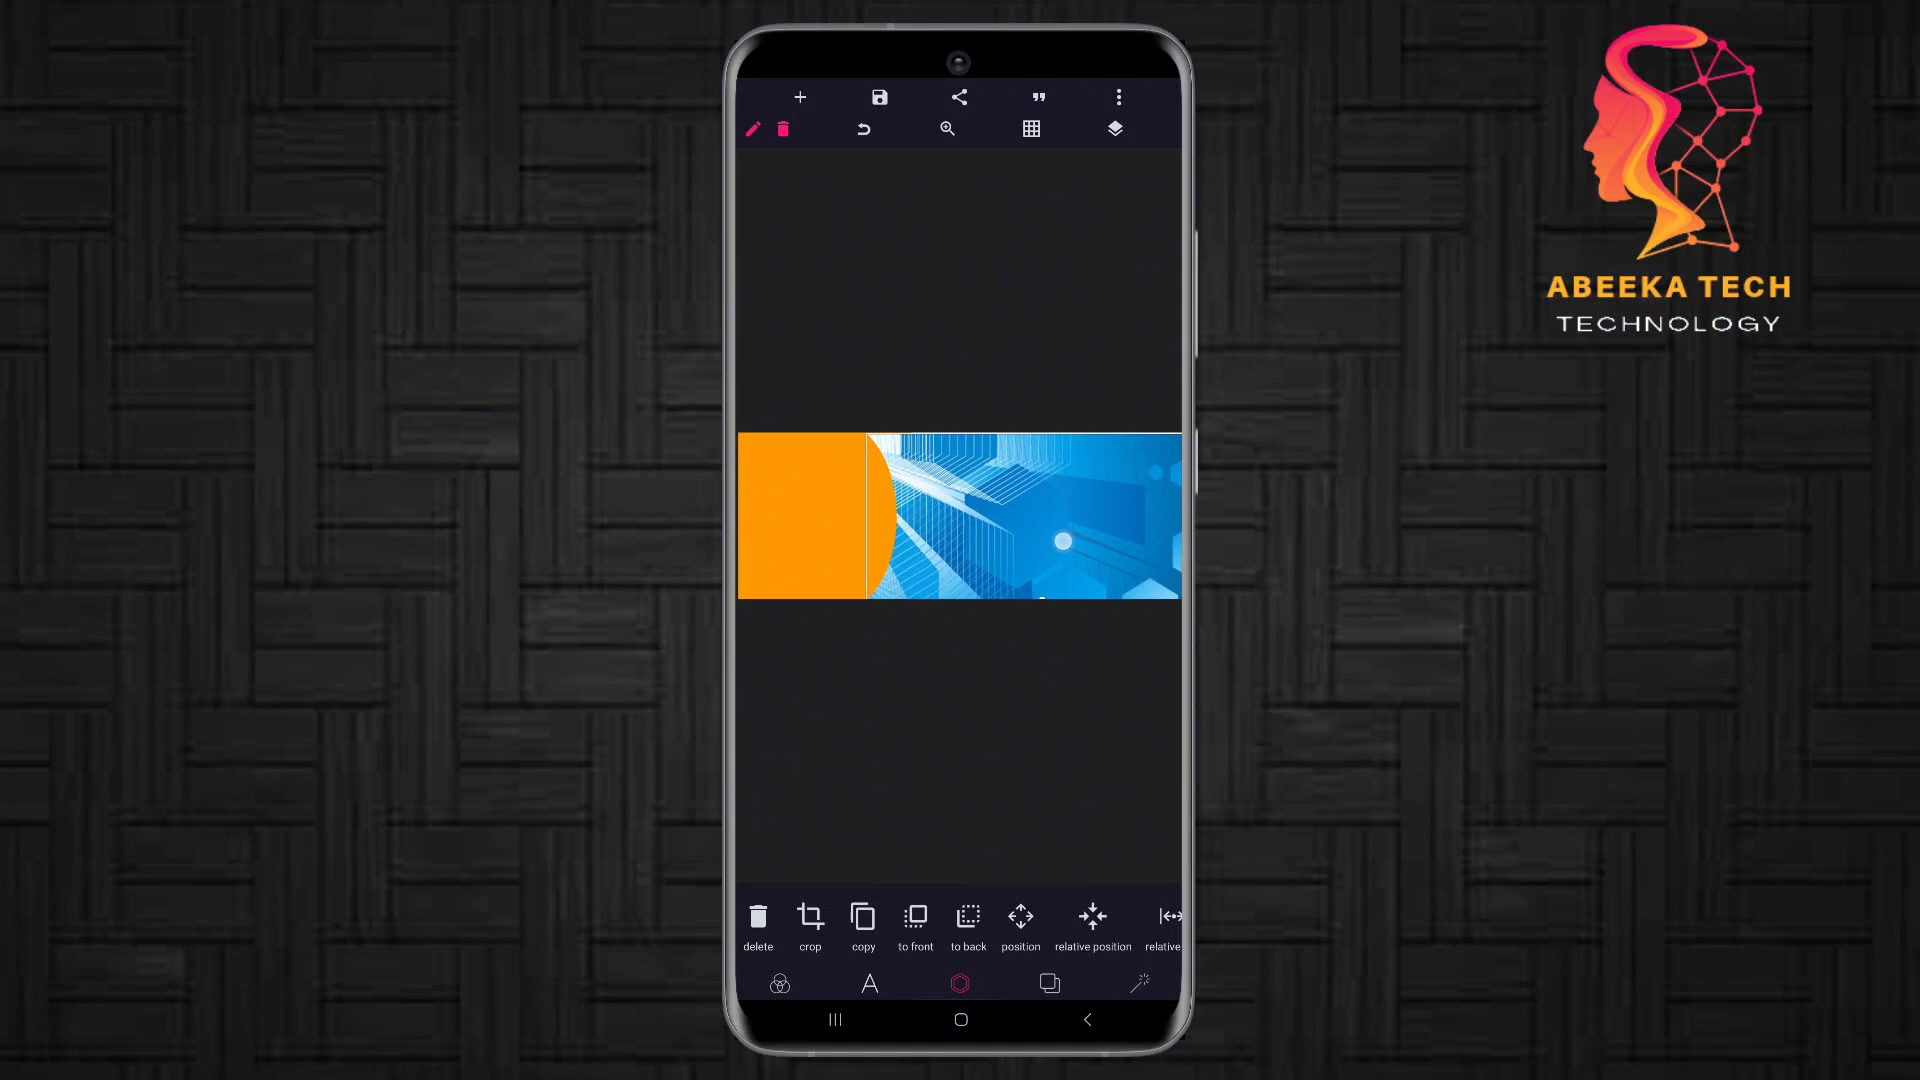 ABEEKA TECH
TECHNOLOGY
delete
crop
copy
to front
to back
position
relative position
relative